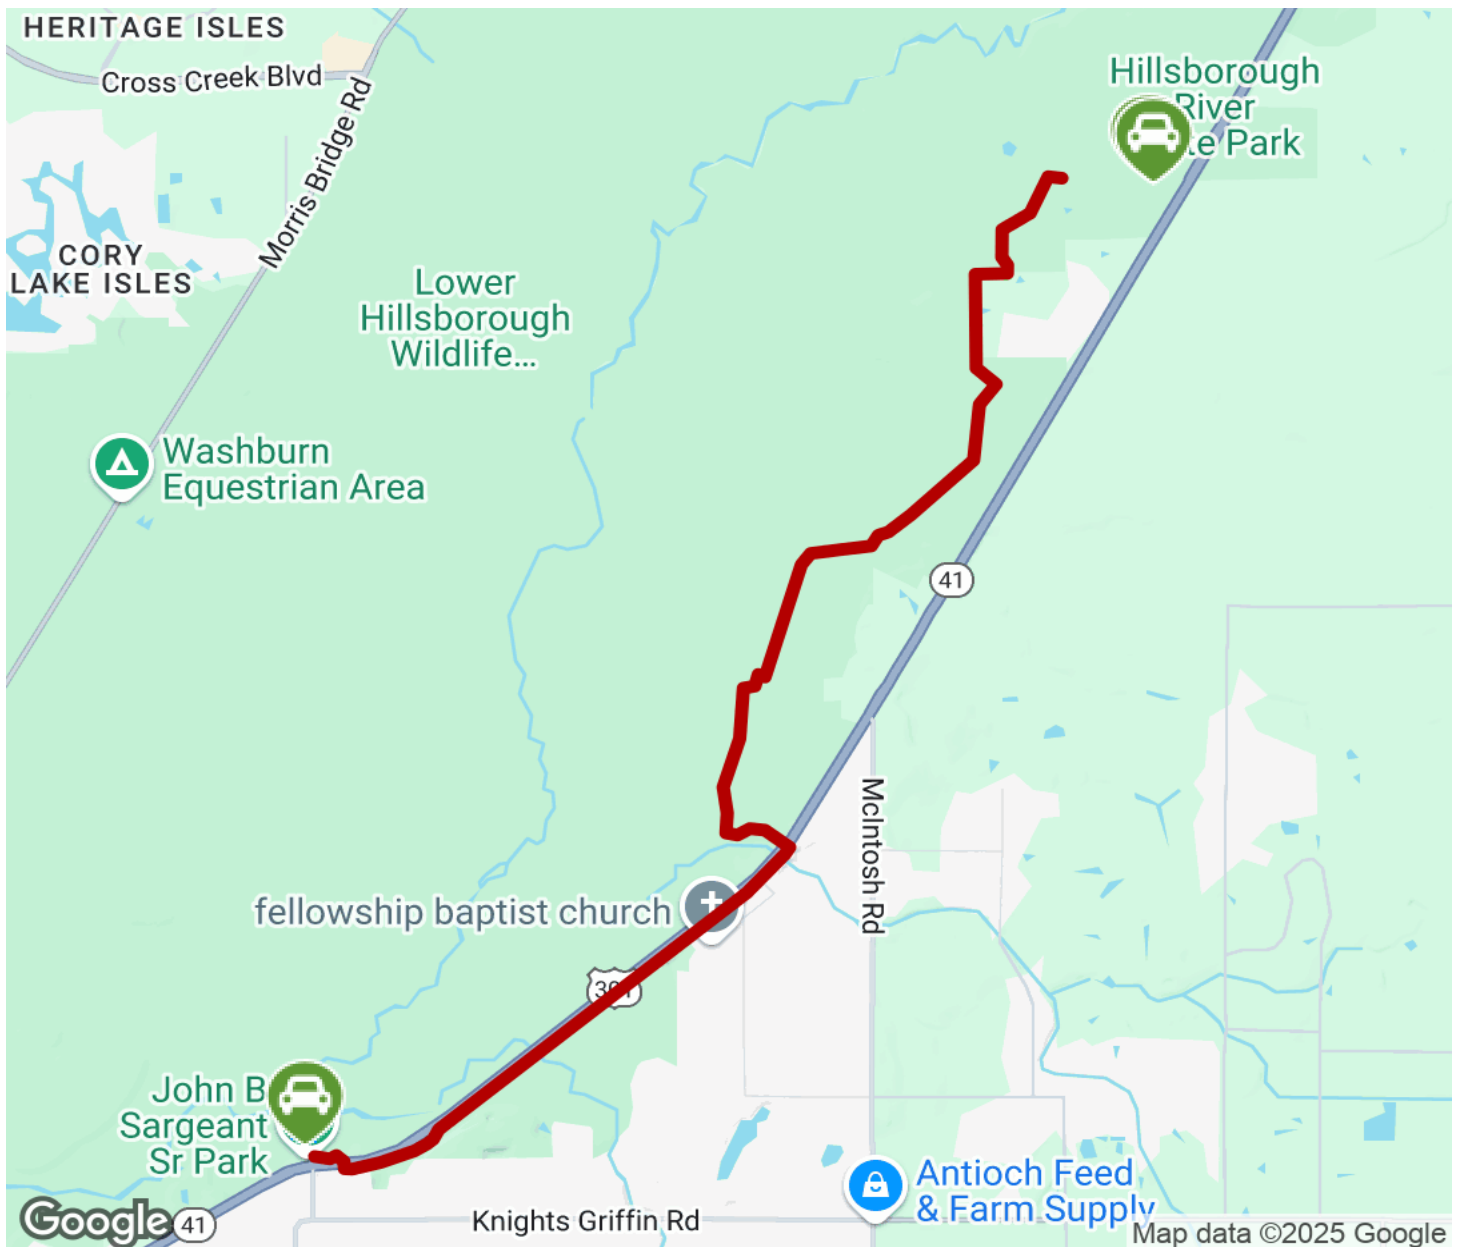 HERITAGE ISLES
Cross Creek Blvd
Morris Bridge Rd
Hillsborough
River
te Park
CORY
LAKE ISLES
Lower
Hillsborough
Wildlife...
Washburn
Equestrian Area
41
McIntosh Rd
fellowship baptist church
John B
Sargeant
Sr Park
Antioch Feed
& Farm Supply
Knights Griffin Rd
Google
41
Map data ©2025 Google